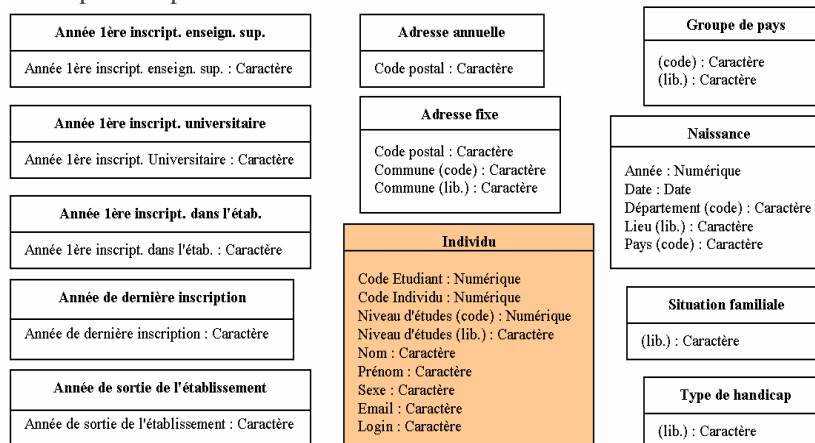 Année 1ère inscript. enseign. sup.
Année 1ère inscript. enseign. sup. : Caractère
Année 1ère inscript. universitaire
Année 1ère inscript. Universitaire : Caractère
Année 1ère inscript. dans l'étab.
Année 1ère inscript. dans l'étab. : Caractère
Année de dernière inscription
Année de dernière inscription : Caractère
Année de sortie de l'établissement
Année de sortie de l'établissement : Caractère
Adresse annuelle
Code postal : Caractère
Adresse fixe
Code postal : Caractère
Commune (code) : Caractère
Commune (lib.) : Caractère
Individu
Code Etudiant : Numérique
Code Individu : Numérique
Niveau d'études (code) : Numérique
Niveau d'études (lib.) : Caractère
Nom : Caractère
Prénom : Caractère
Sexe : Caractère
Email : Caractère
Login : Caractère
Groupe de pays
(code) : Caractère
(lib.) : Caractère
Naissance
Année : Numérique
Date : Date
Département (code) : Caractère
Lieu (lib.) : Caractère
Pays (code) : Caractère
Situation familiale
(lib.) : Caractère
Type de handicap
(lib.) : Caractère